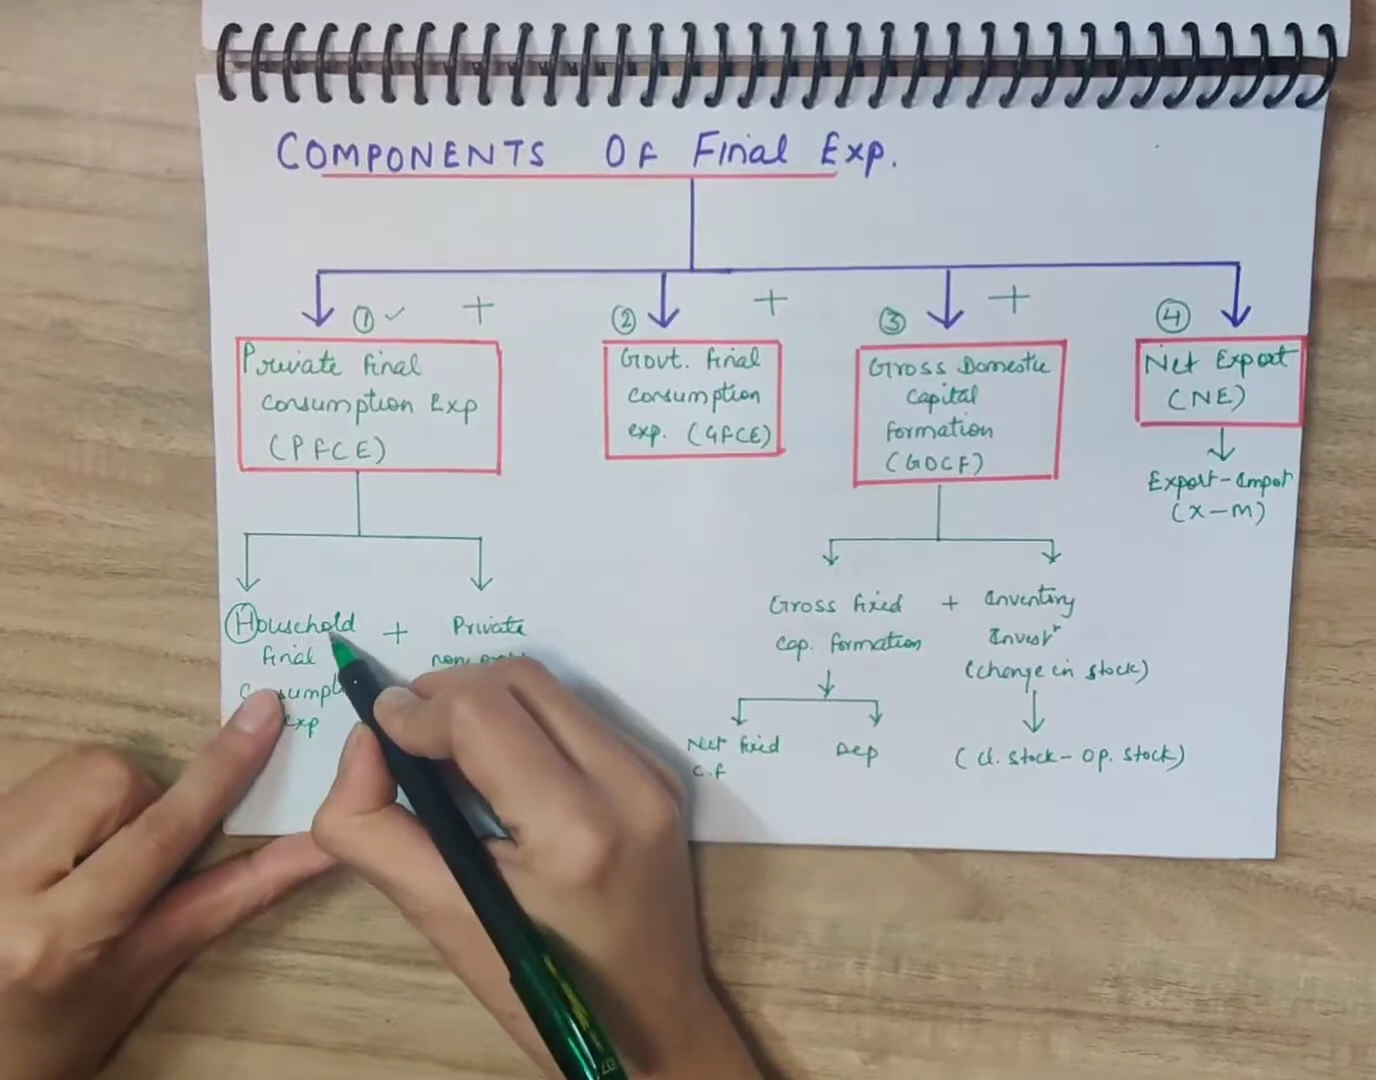 COMPONENTS OF Final Exp.
① + ② + ③ + ④
Private final
consumption Exp
(PFCE)
Govt. final
consumption
exp. (GFCE)
Gross Domestic
capital
formation
(GDCF)
Net Export
(NE)
Export-Import
(X-M)
Household + Private
final
exp
Gross fixed + Inventory
cap. formation
Invest^n
(change in stock)
Net fixed
C.F
Dep
(Cl. stock - Op. stock)